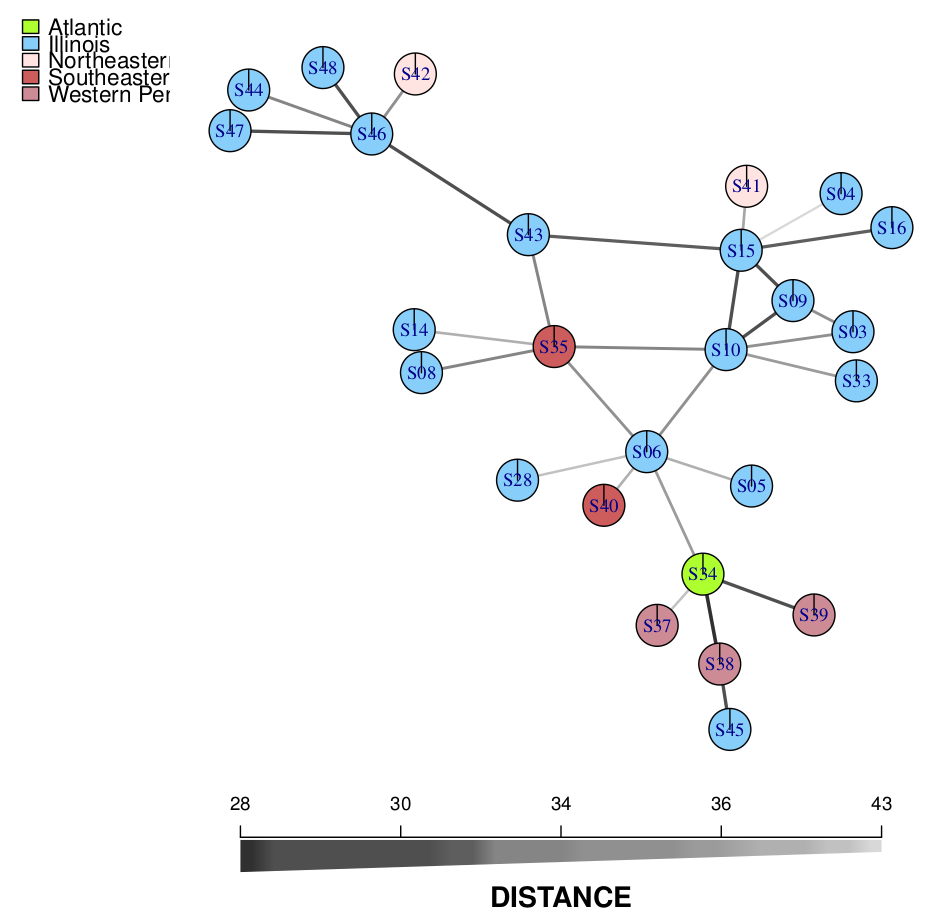 Atlantic
Illinois
Northeaster
Southeaster
Western Per
S48
S42
S44
S47
S46
S41
S04
S16
S43
S15
S09
S14
S03
S35
S10
S08
S33
S06
S28
S05
S40
S34
S39
S37
S38
S45
28 30 34 36 43
DISTANCE